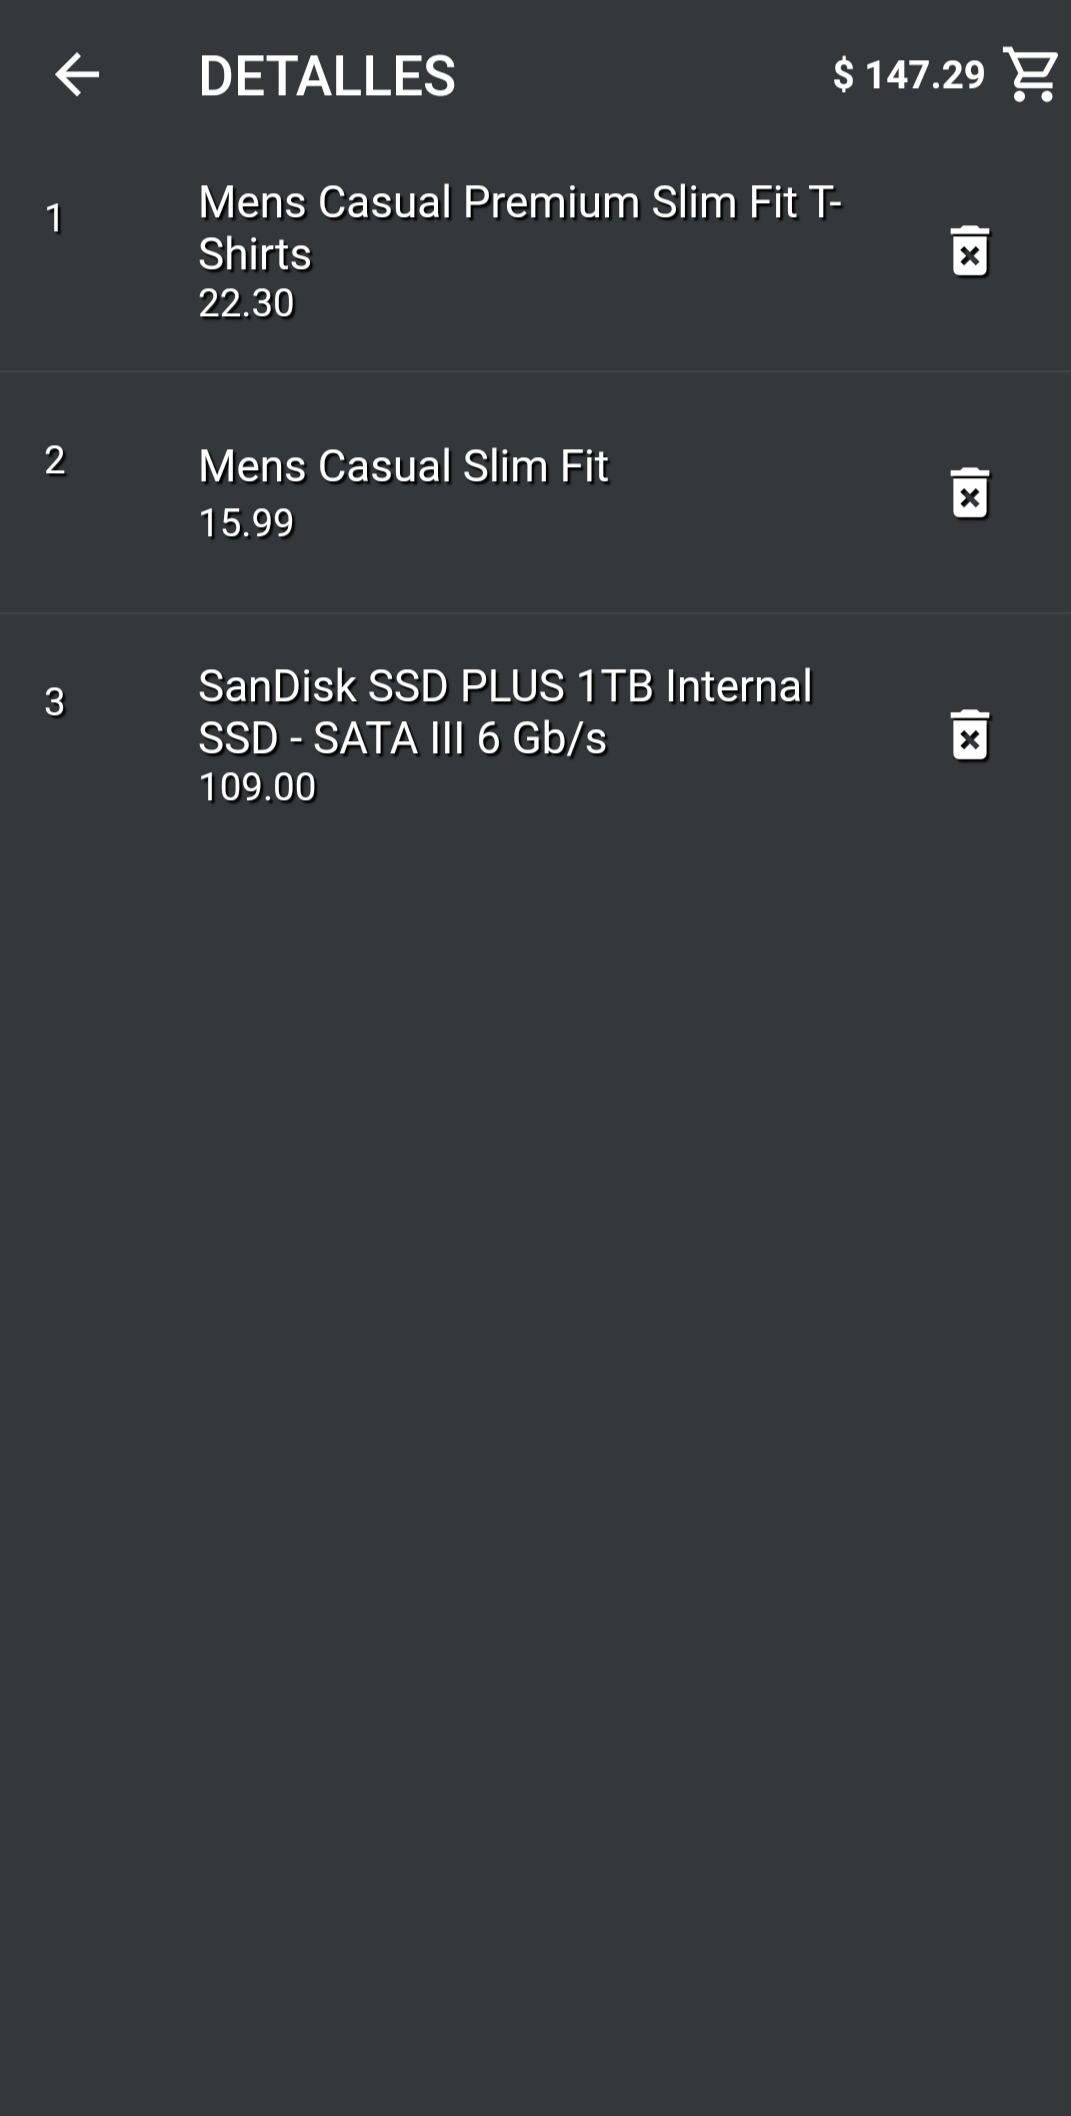 DETALLES
$ 147.29
1
Mens Casual Premium Slim Fit T-
Shirts
22.30
2
Mens Casual Slim Fit
15.99
3
SanDisk SSD PLUS 1TB Internal
SSD - SATA III 6 Gb/s
109.00